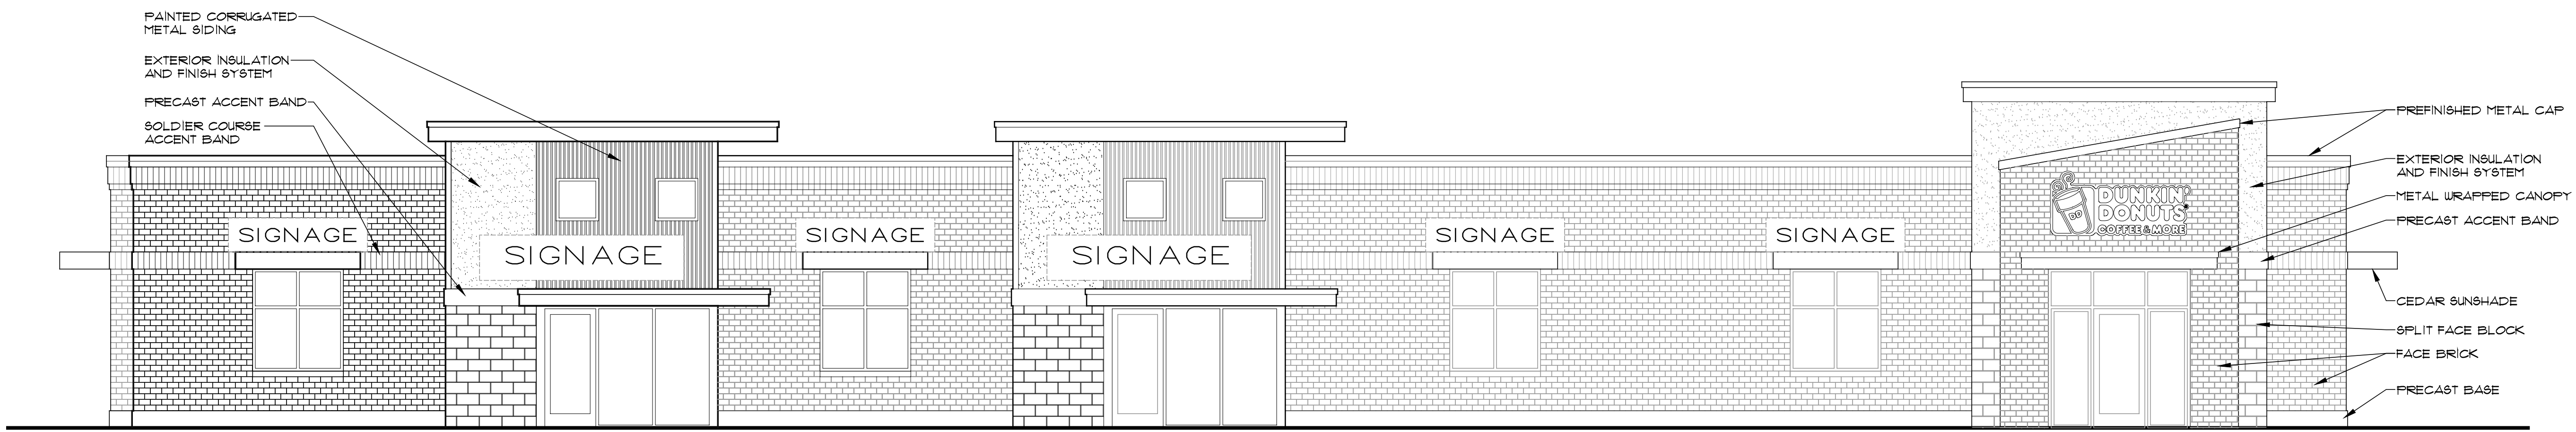 PAINTED CORRUGATED
METAL SIDING
EXTERIOR INSULATION
AND FINISH SYSTEM
PRECAST ACCENT BAND
SOLDIER COURSE
ACCENT BAND
SIGNAGE
SIGNAGE
SIGNAGE
SIGNAGE
SIGNAGE
SIGNAGE
DD
DUNKIN'
DONUTS®
COFFEE & MORE
PREFINISHED METAL CAP
EXTERIOR INSULATION
AND FINISH SYSTEM
METAL WRAPPED CANOPY
PRECAST ACCENT BAND
CEDAR SUNSHADE
SPLIT FACE BLOCK
FACE BRICK
PRECAST BASE